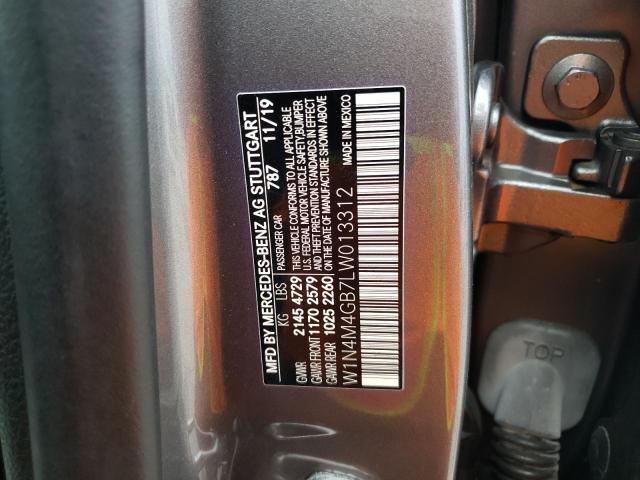 MFD BY MERCEDES-BENZ AG STUTTGART
787 11/19
KG LBS PASSENGER CAR
GVWR 2145 4729 THIS VEHICLE CONFORMS TO ALL APPLICABLE
GAWR FRONT 1170 2579 U.S. FEDERAL MOTOR VEHICLE SAFETY,BUMPER
GAWR REAR 1025 2260 AND THEFT PREVENTION STANDARDS IN EFFECT
ON THE DATE OF MANUFACTURE SHOWN ABOVE
W1N4M4GB7LW013312
MADE IN MEXICO
TOP